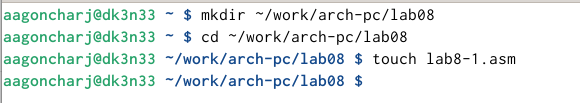 aagoncharj@dk3n33 ~ $ mkdir ~/work/arch-pc/lab08
aagoncharj@dk3n33 ~ $ cd ~/work/arch-pc/lab08
aagoncharj@dk3n33 ~/work/arch-pc/lab08 $ touch lab8-1.asm
aagoncharj@dk3n33 ~/work/arch-pc/lab08 $